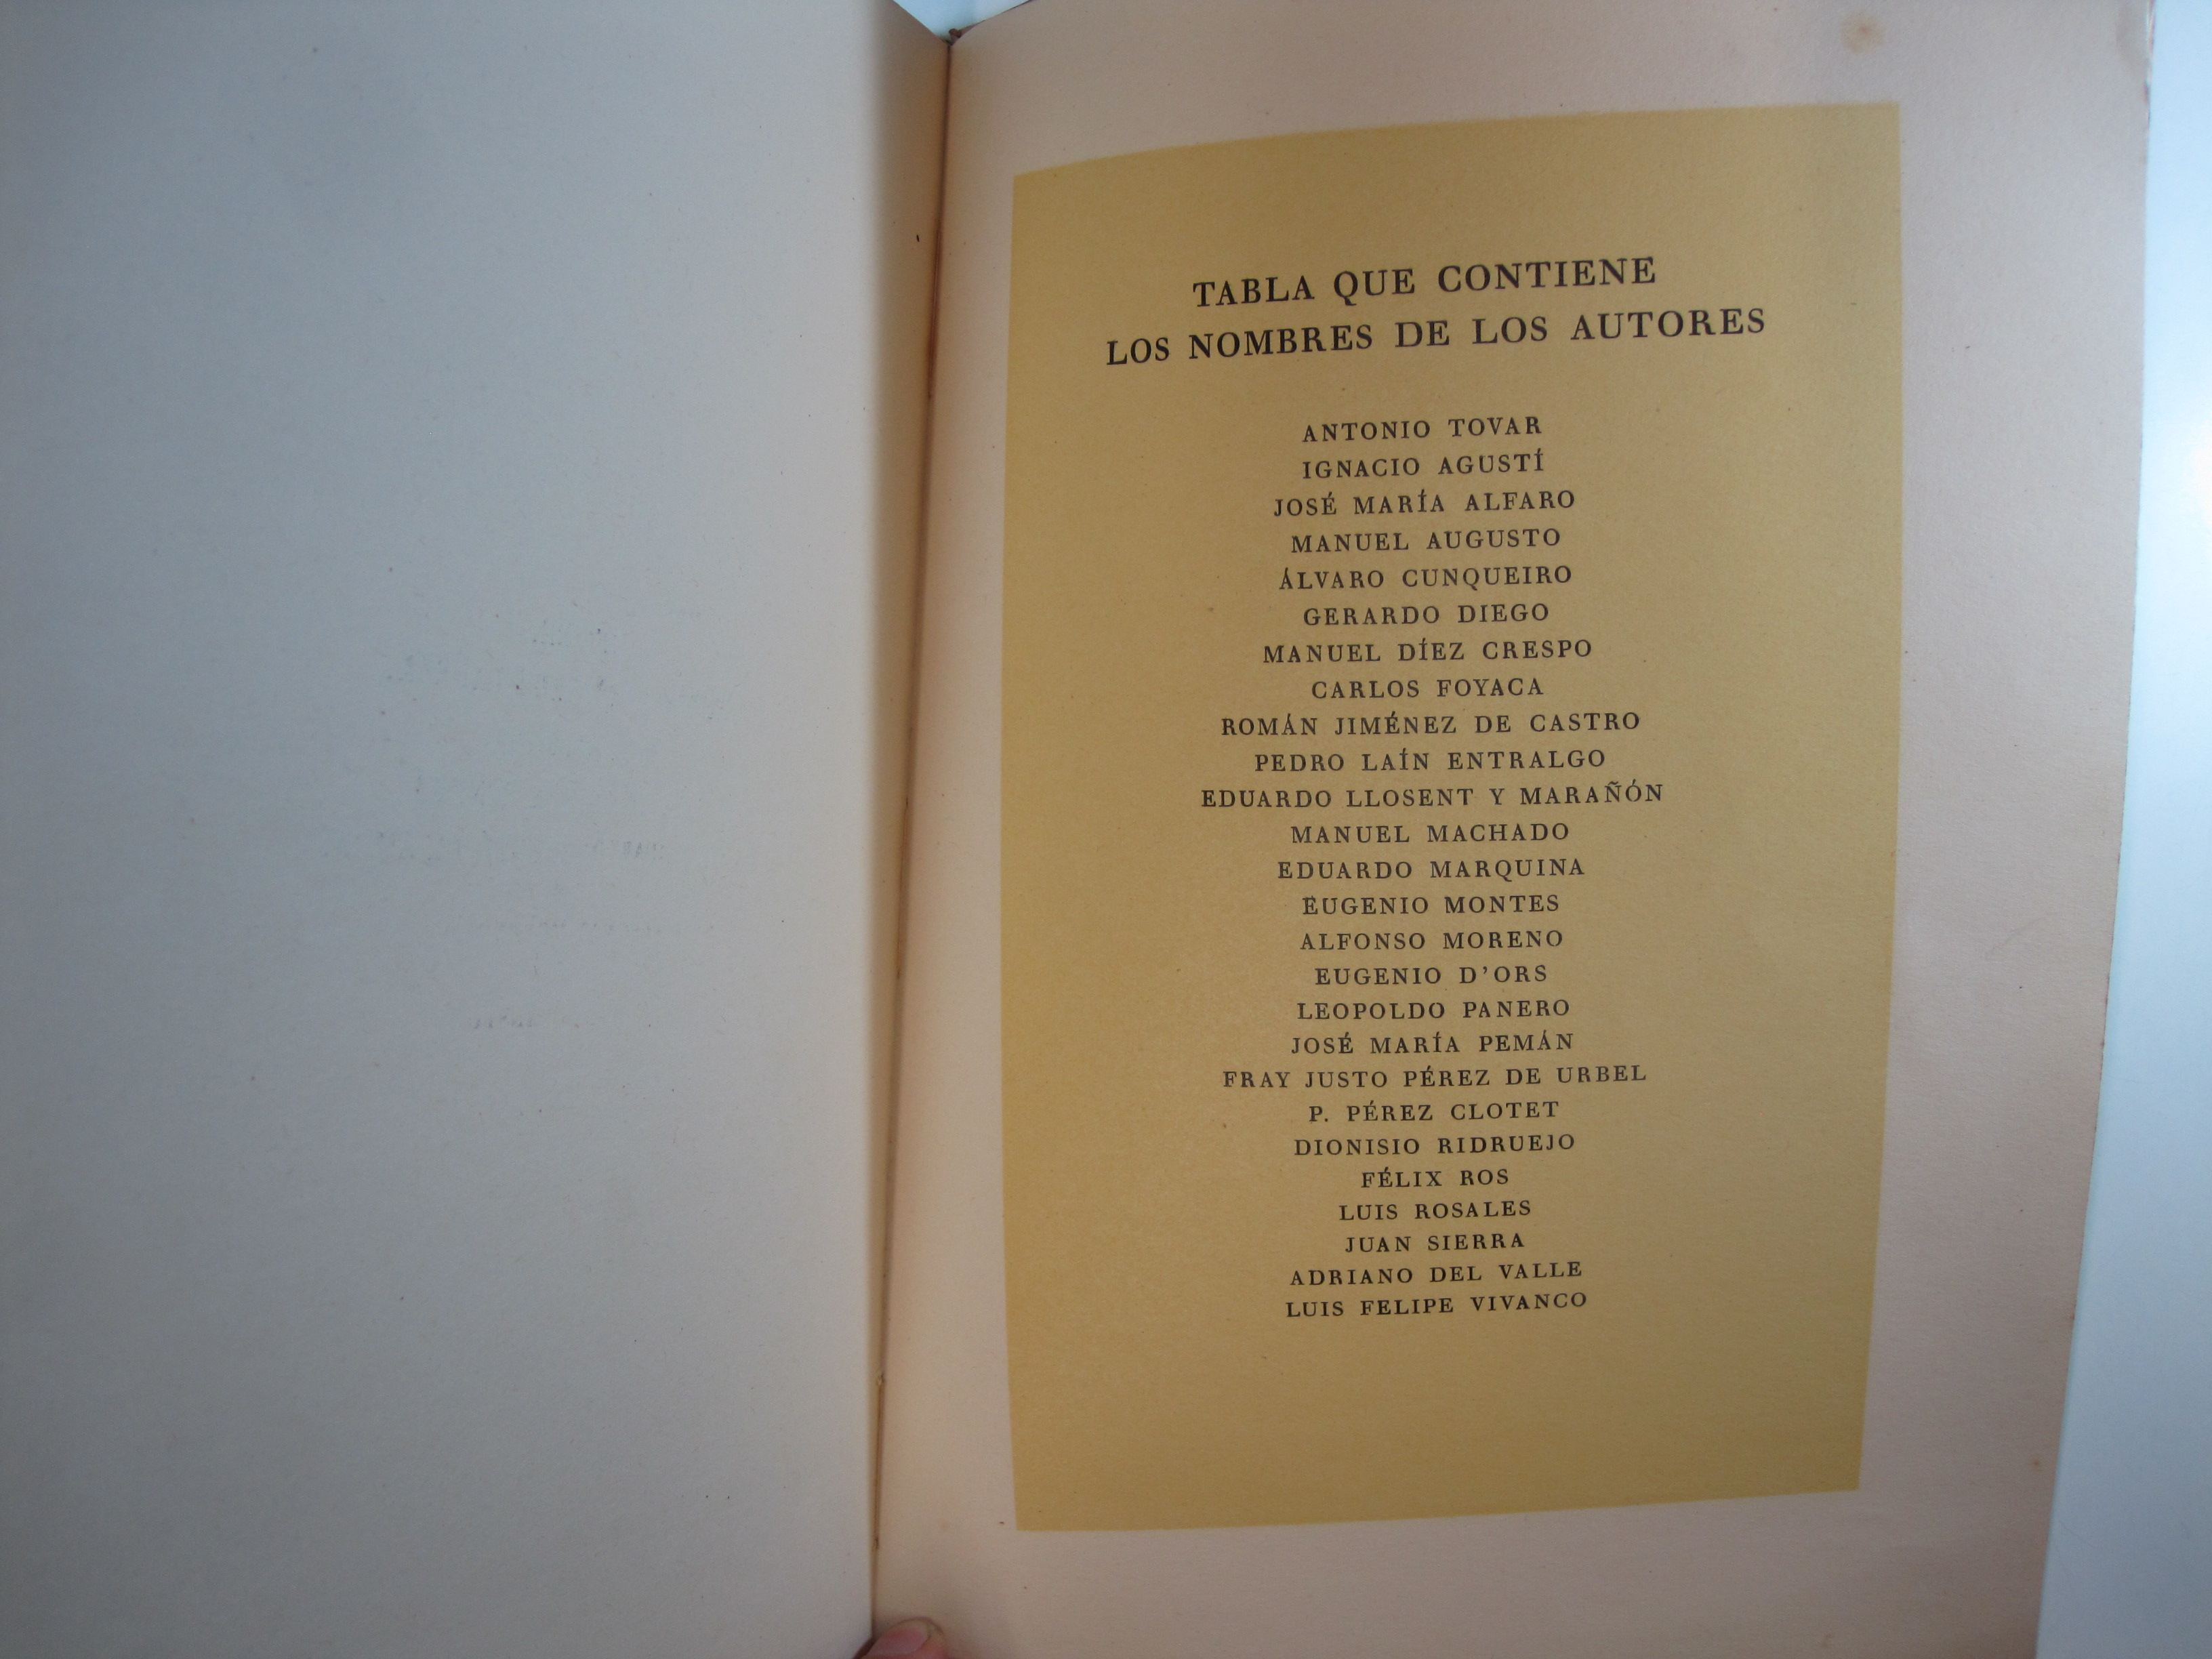 TABLA QUE CONTIENE
LOS NOMBRES DE LOS AUTORES
ANTONIO TOVAR
IGNACIO AGUSTÍ
JOSÉ MARÍA ALFARO
MANUEL AUGUSTO
ÁLVARO CUNQUEIRO
GERARDO DIEGO
MANUEL DÍEZ CRESPO
CARLOS FOYACA
ROMÁN JIMÉNEZ DE CASTRO
PEDRO LAÍN ENTRALGO
EDUARDO LLOSENT Y MARAÑÓN
MANUEL MACHADO
EDUARDO MARQUINA
EUGENIO MONTES
ALFONSO MORENO
EUGENIO D'ORS
LEOPOLDO PANERO
JOSÉ MARÍA PEMÁN
FRAY JUSTO PÉREZ DE URBEL
P. PÉREZ CLOTET
DIONISIO RIDRUEJO
FÉLIX ROS
LUIS ROSALES
JUAN SIERRA
ADRIANO DEL VALLE
LUIS FELIPE VIVANCO